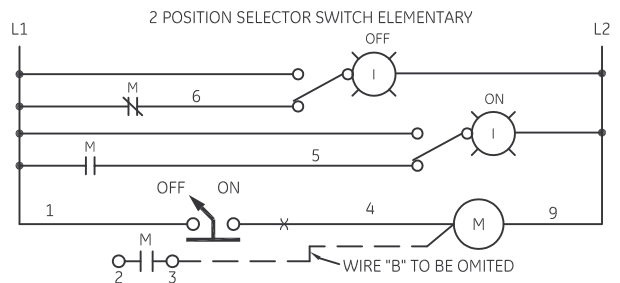 2 POSITION SELECTOR SWITCH ELEMENTARY
L1
L2
OFF
I
M
6
ON
I
M
5
OFF ON
1
4
M
9
X
M
2
3
WIRE "B" TO BE OMITED